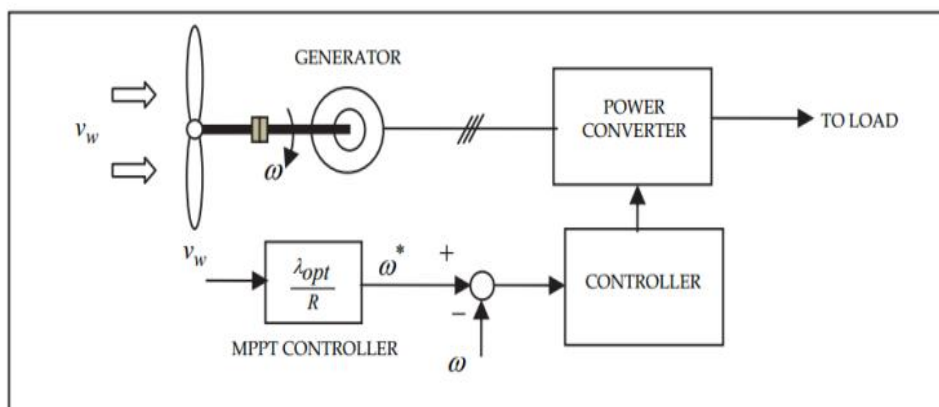 GENERATOR
POWER
CONVERTER
TO LOAD
v_w
ω
v_w
λ_opt
R
ω*
+
−
ω
CONTROLLER
MPPT CONTROLLER